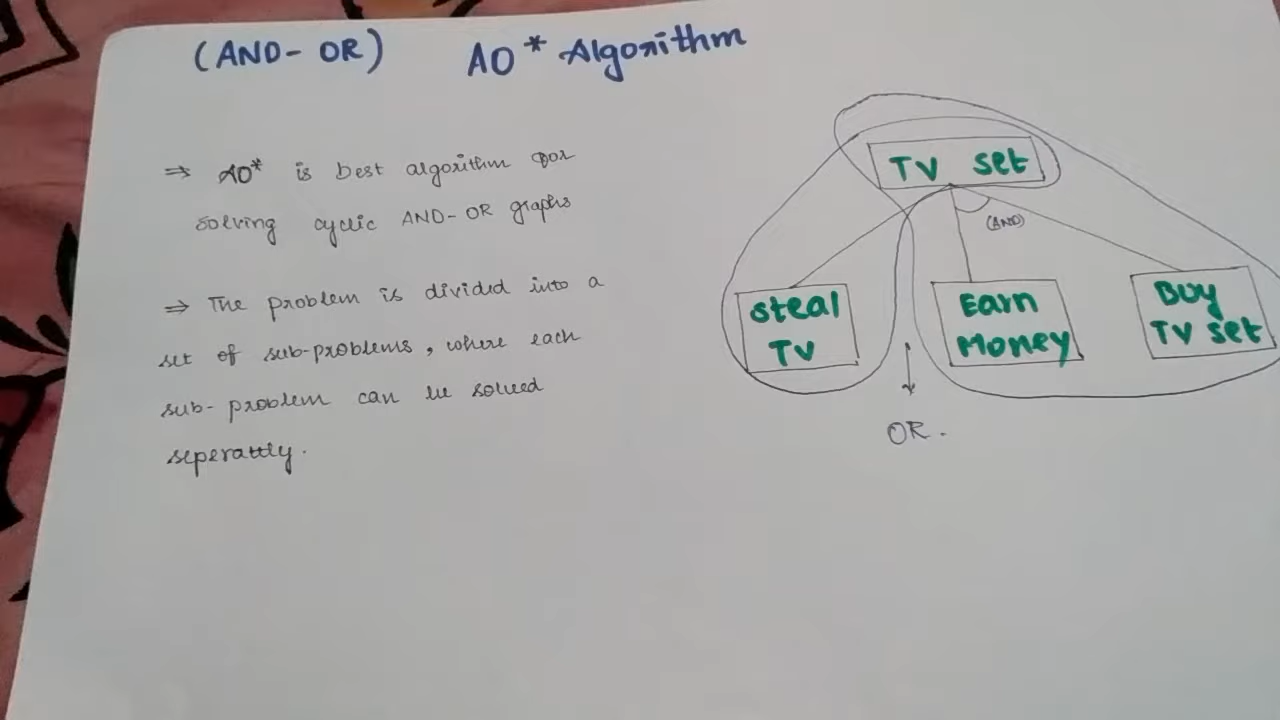 (AND- OR) AO* Algorithm
⇒ AO* is best algorithm for
solving cyclic AND-OR graphs
⇒ The problem is divided into a
set of sub-problems, where each
sub-problem can be solved
seperately.
TV set
(AND)
Steal
TV
Earn
Money
Buy
TV set
OR.